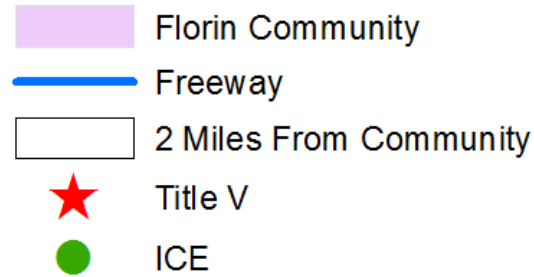 Florin Community
Freeway
2 Miles From Community
Title V
ICE